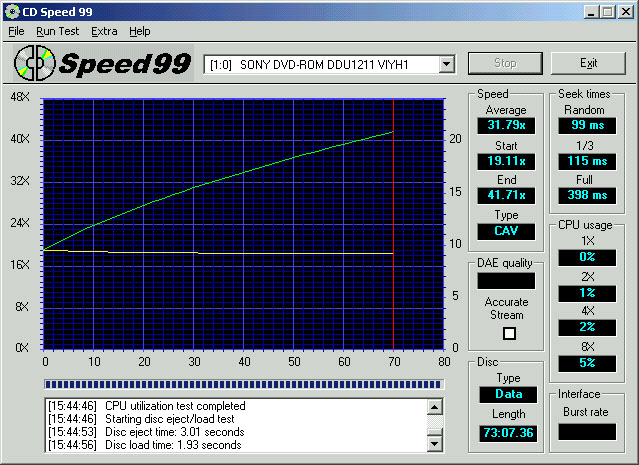 CD Speed 99
File Run Test Extra Help
Speed99
[1:0] SONY DVD-ROM DDU1211 VIYH1
Stop
Exit
48X
40X
32X
24X
16X
8X
0X
20
15
10
5
0
0 10 20 30 40 50 60 70 80
Speed
Average
31.79x
Start
19.11x
End
41.71x
Type
CAV
DAE quality
Accurate
Stream
Disc
Type
Data
Length
73:07.36
Seek times
Random
99 ms
1/3
115 ms
Full
398 ms
CPU usage
1X
0%
2X
1%
4X
2%
8X
5%
Interface
Burst rate
[15:44:46] CPU utilization test completed
[15:44:46] Starting disc eject/load test
[15:44:53] Disc eject time: 3.01 seconds
[15:44:56] Disc load time: 1.93 seconds